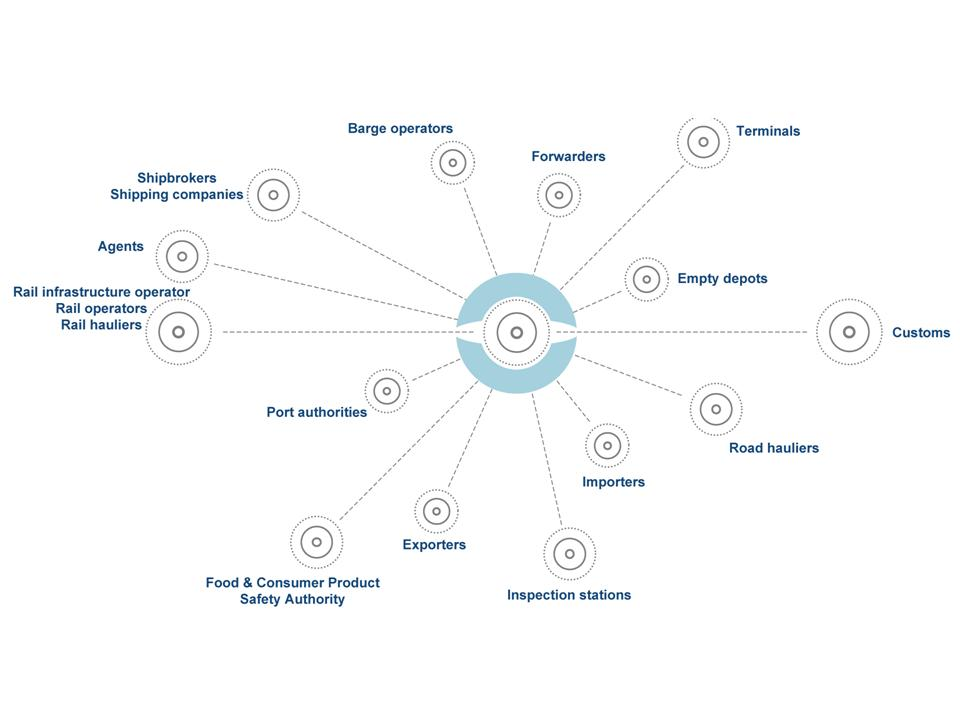 Barge operators
Terminals
Forwarders
Shipbrokers
Shipping companies
Agents
Empty depots
Rail infrastructure operator
Rail operators
Rail hauliers
Customs
Port authorities
Road hauliers
Importers
Exporters
Food & Consumer Product
Safety Authority
Inspection stations